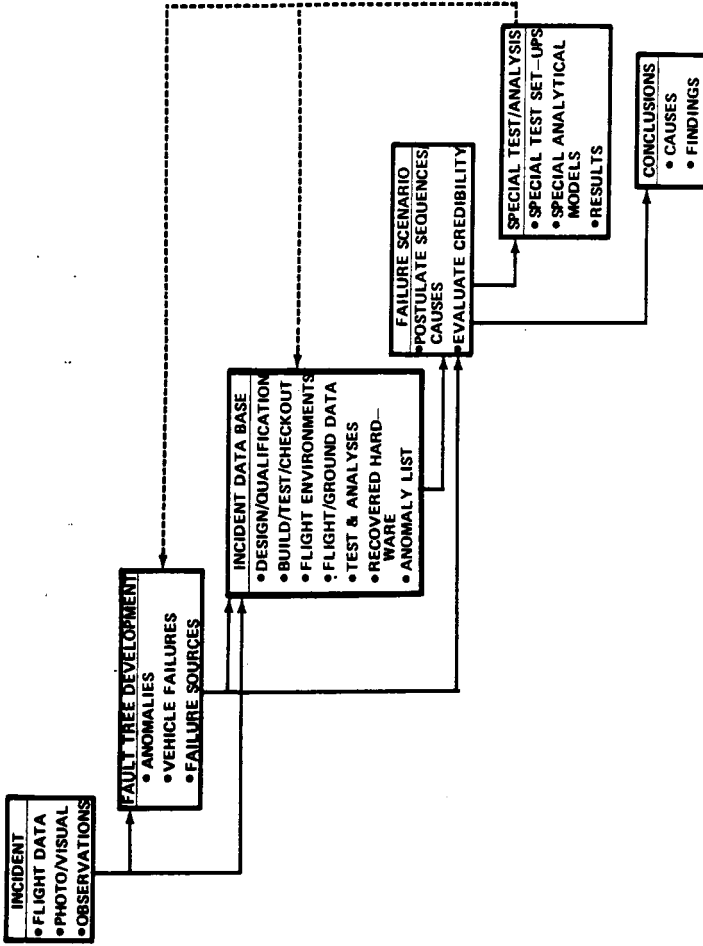 INCIDENT
• FLIGHT DATA
• PHOTO/VISUAL
• OBSERVATIONS
FAULT TREE DEVELOPMENT
• ANOMALIES
• VEHICLE FAILURES
• FAILURE SOURCES
INCIDENT DATA BASE
• DESIGN/QUALIFICATION
• BUILD/TEST/CHECKOUT
• FLIGHT ENVIRONMENTS
• FLIGHT/GROUND DATA
• TEST & ANALYSES
• RECOVERED HARD–
WARE
• ANOMALY LIST
FAILURE SCENARIO
• POSTULATE SEQUENCES/
CAUSES
• EVALUATE CREDIBILITY
SPECIAL TEST/ANALYSIS
• SPECIAL TEST SET–UPS
• SPECIAL ANALYTICAL
MODELS
• RESULTS
CONCLUSIONS
• CAUSES
• FINDINGS